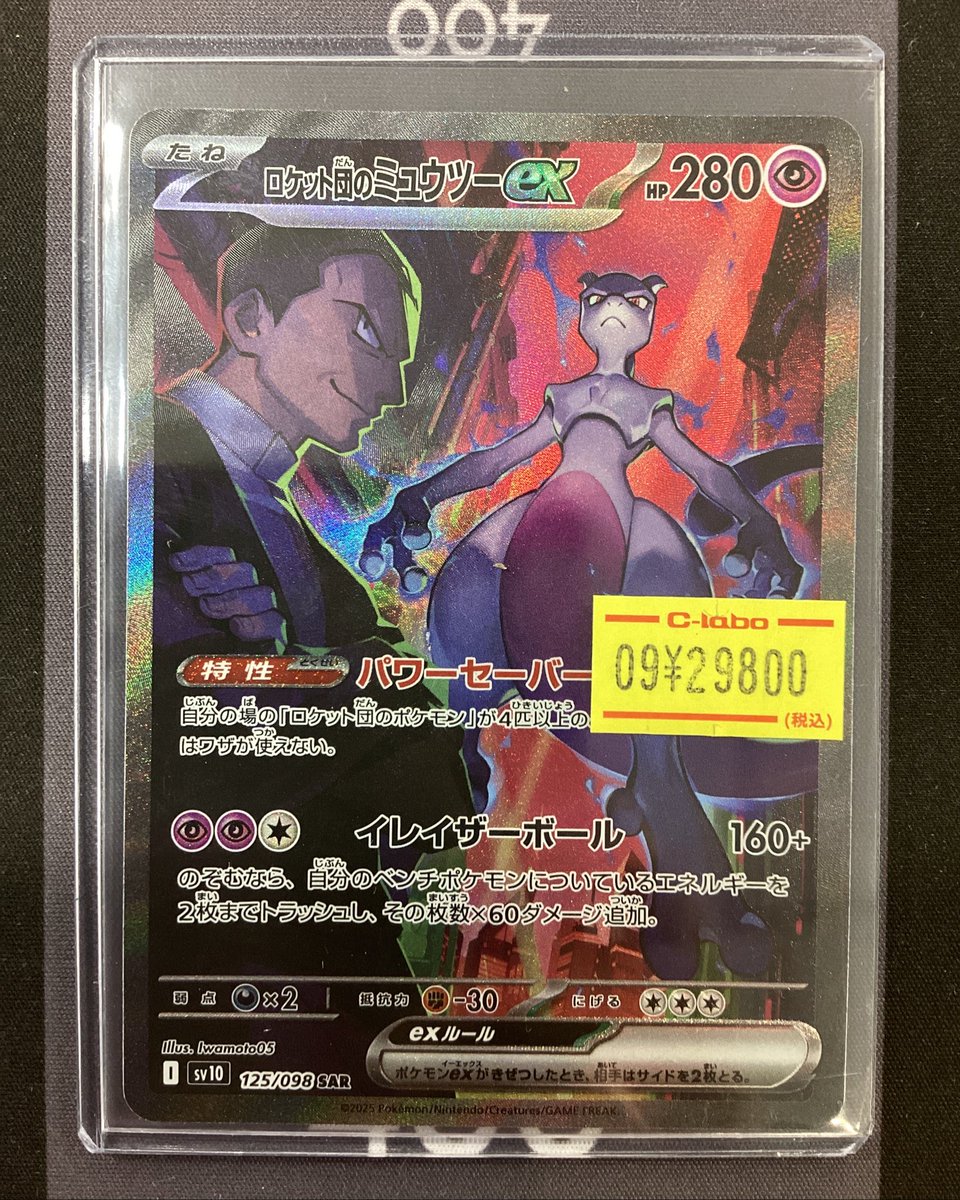 400
たね
ロケット団のミュウツーex
HP 280
C-labo
09¥29800
(税込)
特性 とくせい パワーセーバー
自分の場の「ロケット団のポケモン」が4匹以上の
はワザが使えない。
イレイザーボール 160+
のぞむなら、自分のベンチポケモンについているエネルギーを
2枚までトラッシュし、その枚数×60ダメージ追加。
弱点 ×2 抵抗力 -30 にげる
exルール
ポケモンexがきぜつしたとき、相手はサイドを2枚とる。
Illus. Iwamoto05
I sv10 125/098 SAR
©2025 Pokémon/Nintendo/Creatures/GAME FREAK.